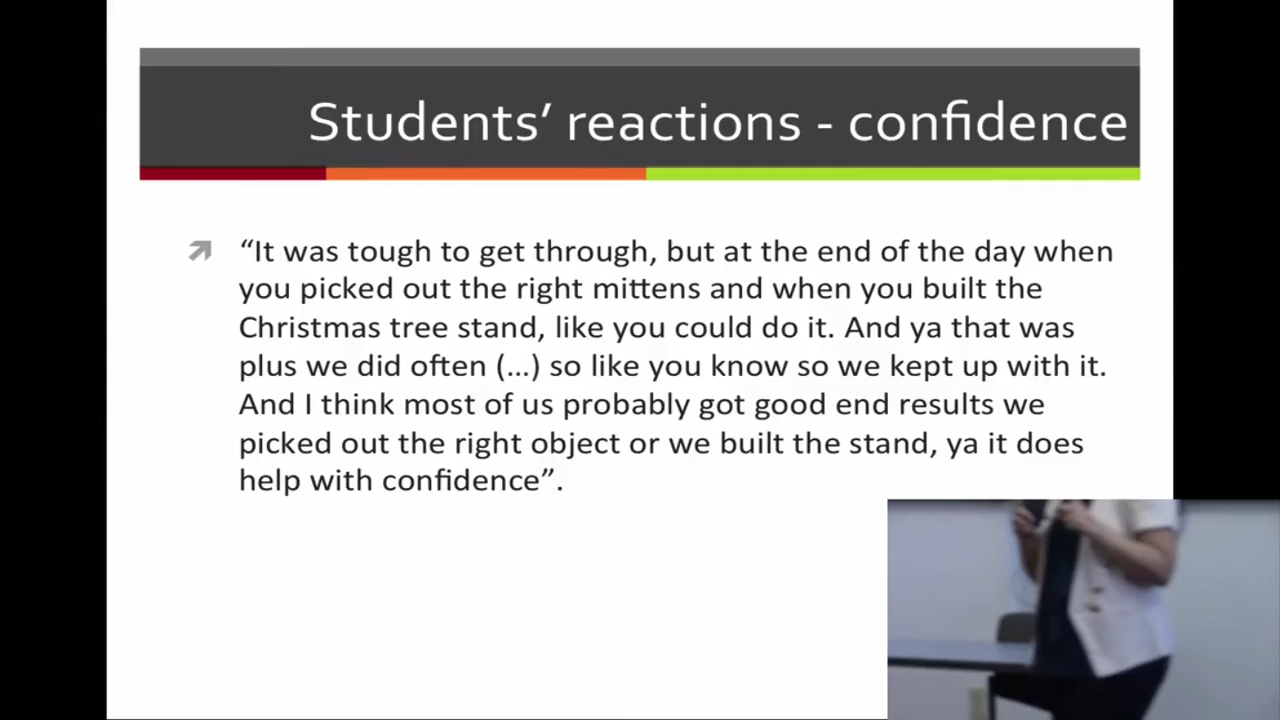 Students’ reactions - confidence
“It was tough to get through, but at the end of the day when
you picked out the right mittens and when you built the
Christmas tree stand, like you could do it. And ya that was
plus we did often (...) so like you know so we kept up with it.
And I think most of us probably got good end results we
picked out the right object or we built the stand, ya it does
help with confidence”.